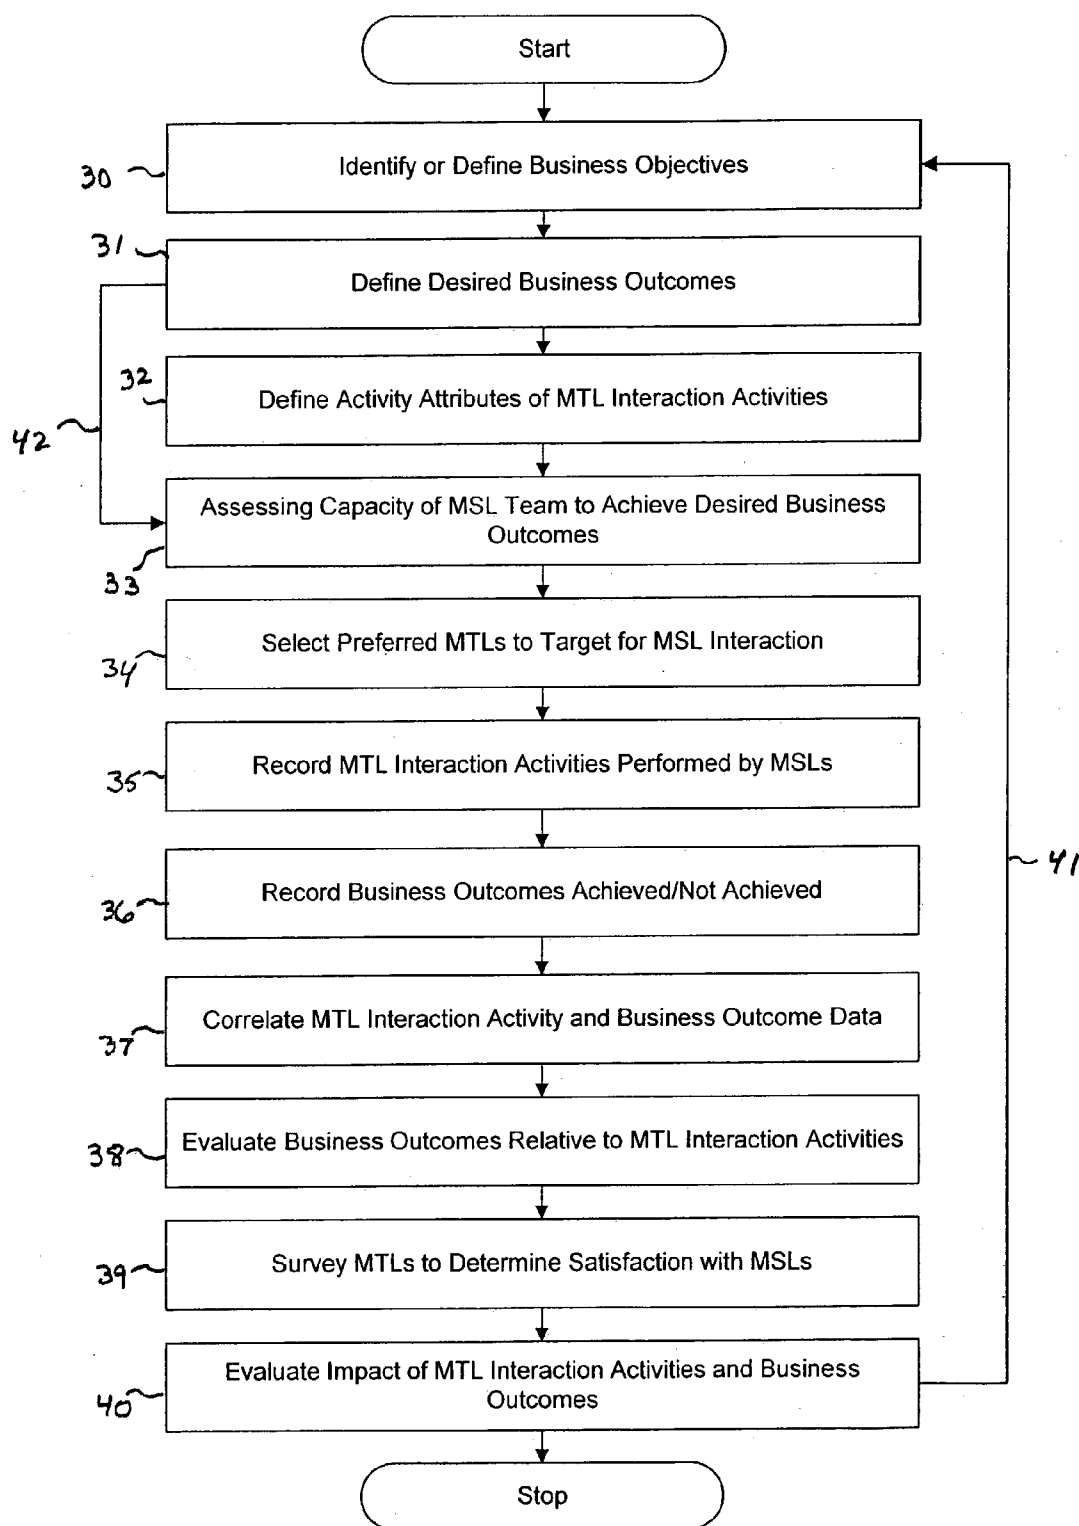 Start
30
Identify or Define Business Objectives
31
Define Desired Business Outcomes
32
Define Activity Attributes of MTL Interaction Activities
42
Assessing Capacity of MSL Team to Achieve Desired Business
Outcomes
33
Select Preferred MTLs to Target for MSL Interaction
34
Record MTL Interaction Activities Performed by MSLs
35
41
Record Business Outcomes Achieved/Not Achieved
36
Correlate MTL Interaction Activity and Business Outcome Data
37
Evaluate Business Outcomes Relative to MTL Interaction Activities
38
Survey MTLs to Determine Satisfaction with MSLs
39
Evaluate Impact of MTL Interaction Activities and Business
Outcomes
40
Stop